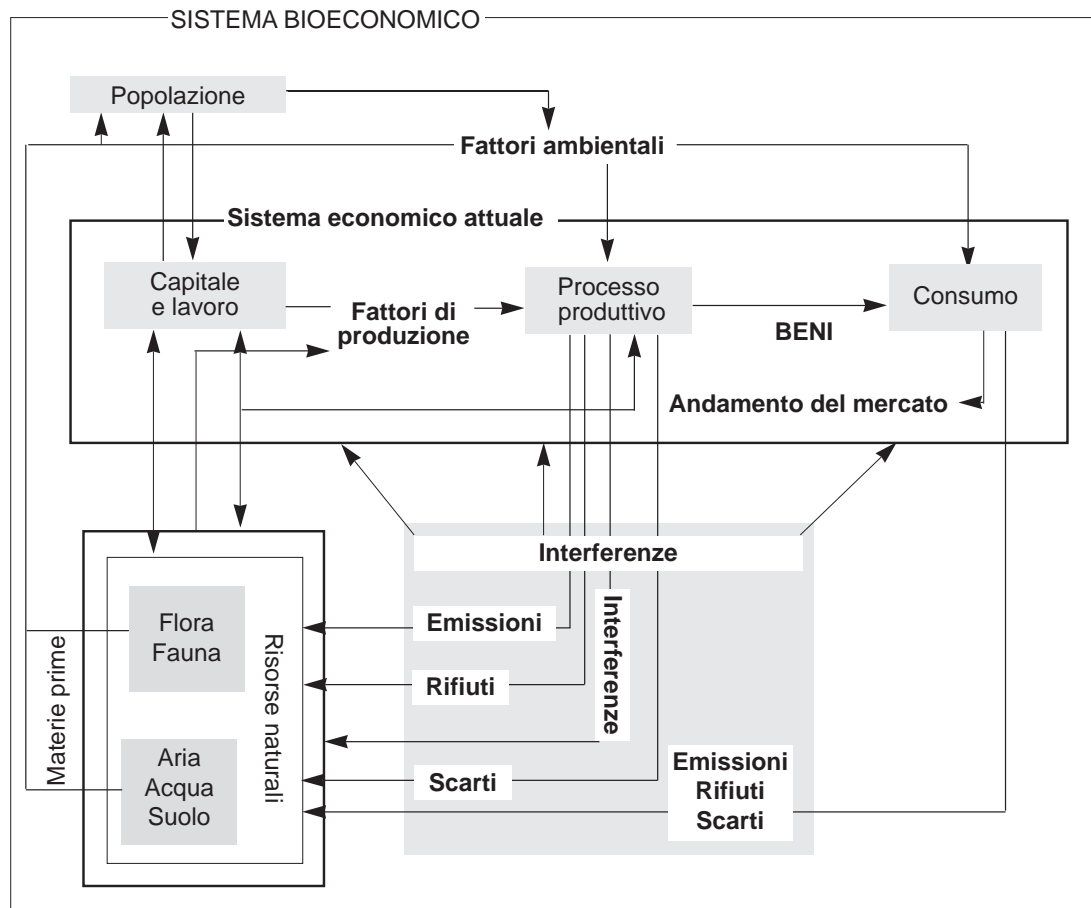 SISTEMA BIOECONOMICO
Popolazione
Fattori ambientali
Sistema economico attuale
Capitale
e lavoro
Fattori di
produzione
Processo
produttivo
BENI
Consumo
Andamento del mercato
Interferenze
Materie prime
Flora
Fauna
Aria
Acqua
Suolo
Risorse naturali
Emissioni
Rifiuti
Interferenze
Scarti
Emissioni
Rifiuti
Scarti